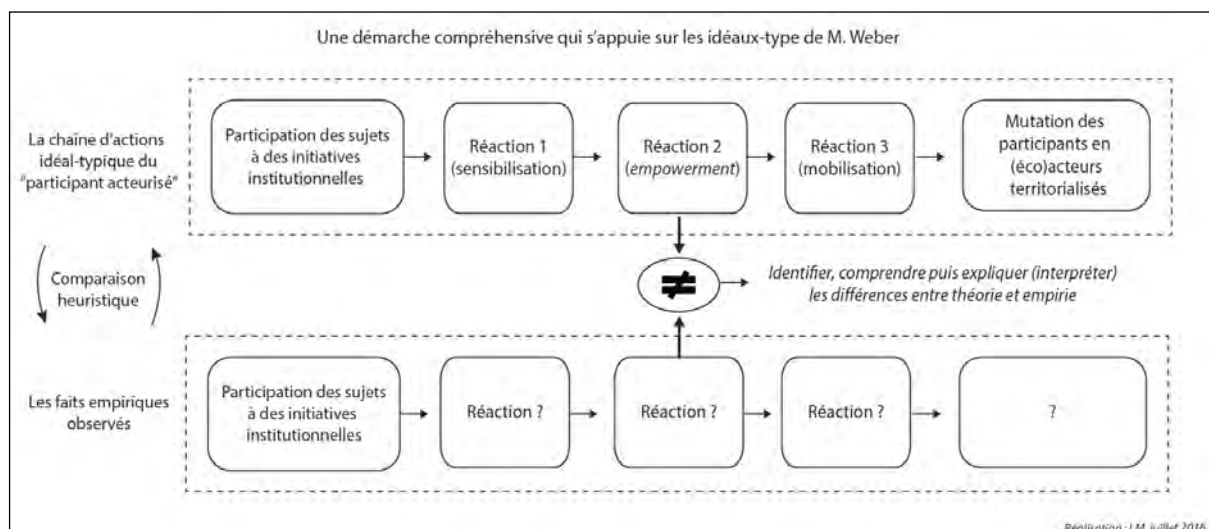 Une démarche compréhensive qui s'appuie sur les idéaux-type de M. Weber
La chaîne d'actions
idéal-typique du
"participant acteurisé"
Participation des sujets
à des initiatives
institutionnelles
Réaction 1
(sensibilisation)
Réaction 2
(empowerment)
Réaction 3
(mobilisation)
Mutation des
participants en
(éco)acteurs
territorialisés
Comparaison
heuristique
≠
Identifier, comprendre puis expliquer (interpréter)
les différences entre théorie et empirie
Les faits empiriques
observés
Participation des sujets
à des initiatives
institutionnelles
Réaction ?
Réaction ?
Réaction ?
?
Réalisation : J.M. juillet 2016